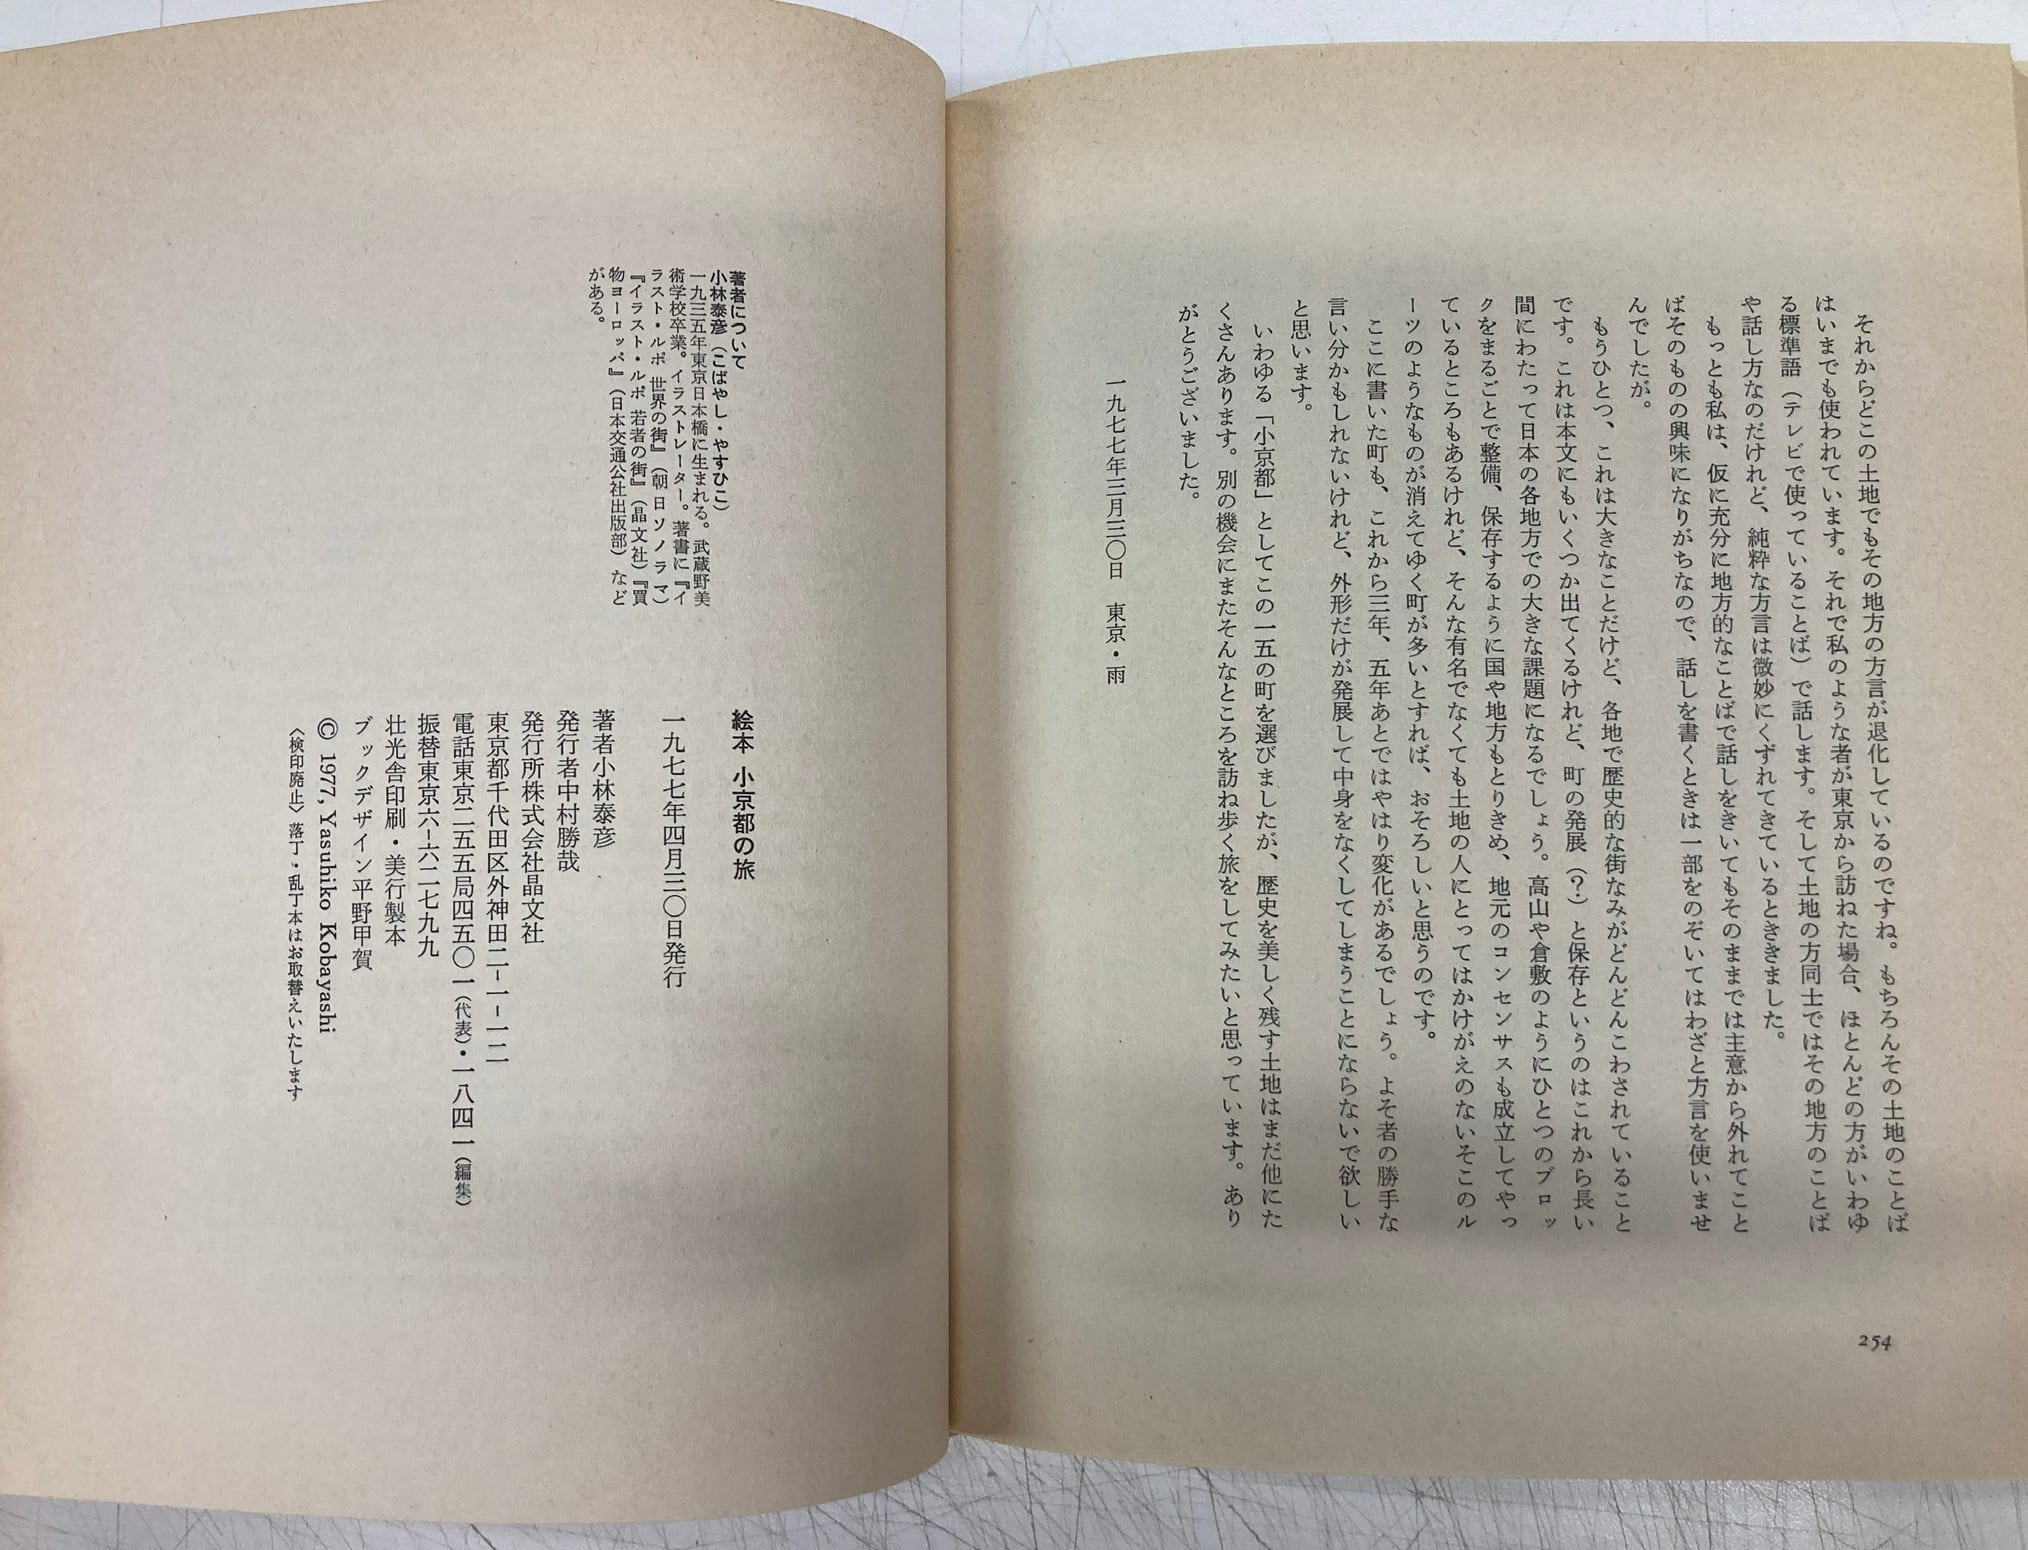 それからどこの土地でもその地方の方言が退化しているのですね。もちろんその土地のことば
はいまでも使われています。それで私のような者が東京から訪ねた場合、ほとんどの方がいわゆ
る標準語（テレビで使っていることば）で話します。そして土地の方同士ではその地方のことば
や話し方なのだけれど、純粋な方言は微妙にくずれてきているとききました。
もっとも私は、仮に充分に地方的なことばで話しをきいてもそのままでは主意から外れてこと
ばそのものの興味になりがちなので、話しを書くときは一部をのぞいてはわざと方言を使いませ
んでしたが。
もうひとつ、これは大きなことだけど、各地で歴史的な街なみがどんどんこわされていること
です。これは本文にもいくつか出てくるけれど、町の発展（？）と保存というのはこれから長い
間にわたって日本の各地方での大きな課題になるでしょう。高山や倉敷のようにひとつのブロッ
クをまるごとで整備、保存するように国や地方もとりきめ、地元のコンセンサスも成立してやっ
ているところもあるけれど、そんな有名でなくても土地の人にとってはかけがえのないそこのル
ーツのようなものが消えてゆく町が多いとすれば、おそろしいと思うのです。
ここに書いた町も、これから三年、五年あとではやはり変化があるでしょう。よそ者の勝手な
言い分かもしれないけれど、外形だけが発展して中身をなくしてしまうことにならないで欲しい
と思います。
いわゆる「小京都」としてこの一五の町を選びましたが、歴史を美しく残す土地はまだ他にた
くさんあります。別の機会にまたそんなところを訪ね歩く旅をしてみたいと思っています。あり
がとうございました。
一九七七年三月三〇日　東京・雨
254
著者について
小林泰彦（こばやし・やすひこ）
一九三五年東京日本橋に生まれる。武蔵野美
術学校卒業。イラストレーター。著書に『イ
ラスト・ルポ 世界の街』（朝日ソノラマ）
『イラスト・ルポ 若者の街』（晶文社）『買
物ヨーロッパ』（日本交通公社出版部）など
がある。
絵本 小京都の旅
一九七七年四月三〇日発行
著者小林泰彦
発行者中村勝哉
発行所株式会社晶文社
東京都千代田区外神田二-一-一二
電話東京二五五局四五〇一（代表）・一八四一（編集）
振替東京六-六二七九九
壮光舎印刷・美行製本
ブックデザイン平野甲賀
© 1977, Yasuhiko Kobayashi
〈検印廃止〉落丁・乱丁本はお取替えいたします